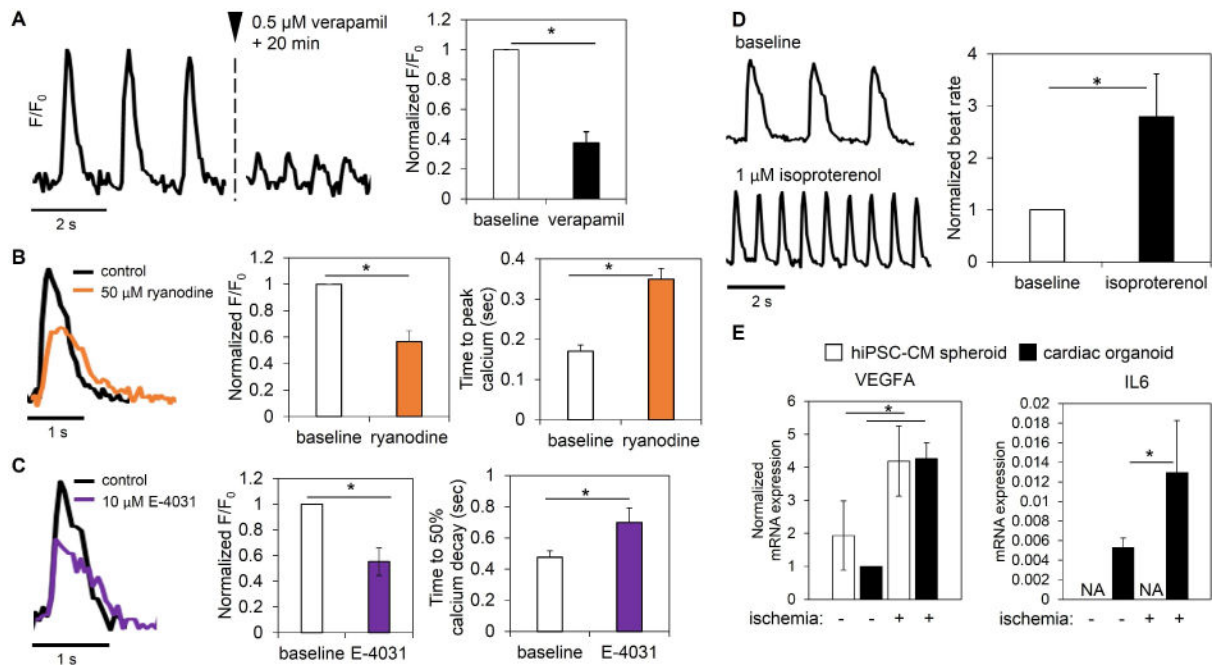 A
0.5 µM verapamil
+ 20 min
F/F0
2 s
Normalized F/F0
1.2
1
0.8
0.6
0.4
0.2
0
*
baseline verapamil
B
control
50 µM ryanodine
1 s
Normalized F/F0
1.2
1
0.8
0.6
0.4
0.2
0
*
baseline ryanodine
Time to peak
calcium (sec)
0.4
0.3
0.2
0.1
0
*
baseline ryanodine
C
control
10 µM E-4031
1 s
Normalized F/F0
1.2
1
0.8
0.6
0.4
0.2
0
*
baseline E-4031
Time to 50%
calcium decay (sec)
1
0.8
0.6
0.4
0.2
0
*
baseline E-4031
D
baseline
1 µM isoproterenol
2 s
Normalized beat rate
4
3
2
1
0
*
baseline isoproterenol
E
hiPSC-CM spheroid cardiac organoid
VEGFA
Normalized
mRNA expression
6
5
4
3
2
1
0
*
ischemia: - - + +
IL6
mRNA expression
0.02
0.018
0.016
0.014
0.012
0.01
0.008
0.006
0.004
0.002
0
*
NA NA
ischemia: - - + +